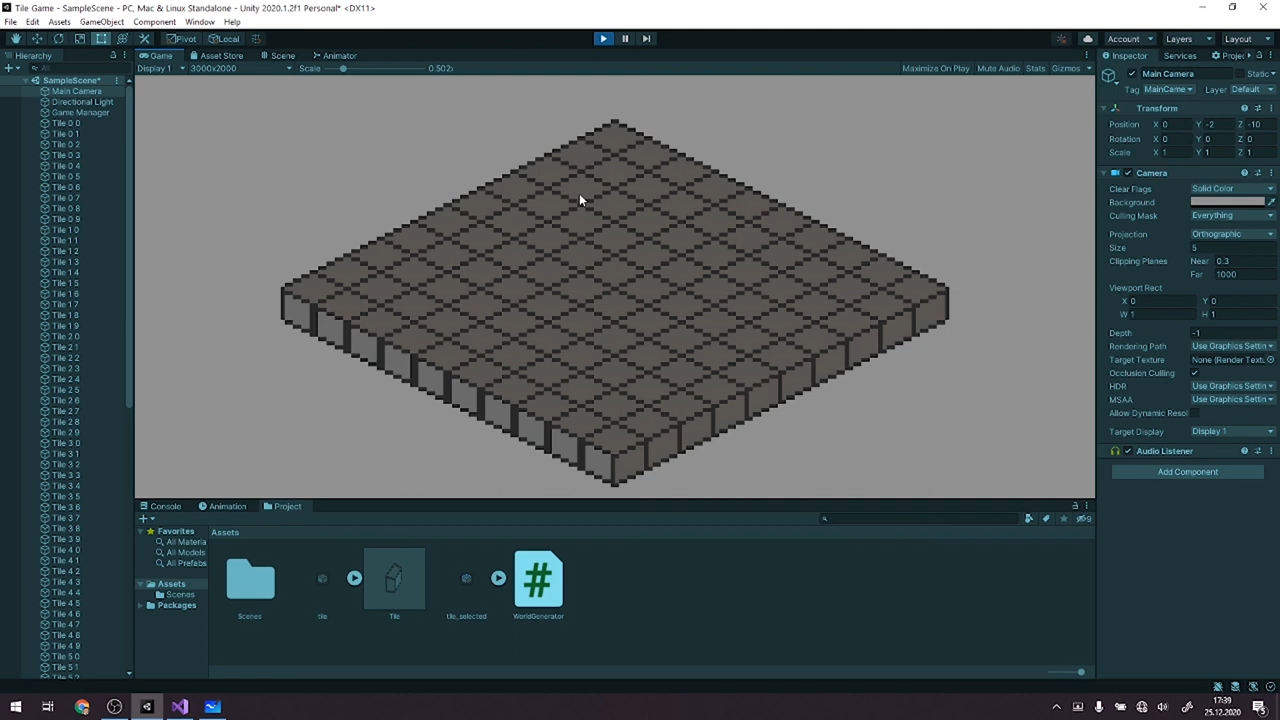 Tile Game - SampleScene - PC, Mac & Linux Standalone - Unity 2020.1.2f1 Personal* <DX11>
File Edit Assets GameObject Component Window Help
Pivot Local Account Layers Layout
Hierarchy Game Asset Store Scene Animator Inspector Services Projec
All Display 1 3000x2000 Scale 0.502x Maximize On Play Mute Audio Stats Gizmos
SampleScene*
Main Camera
Directional Light
Game Manager
Tile 0 0
Tile 0 1
Tile 0 2
Tile 0 3
Tile 0 4
Tile 0 5
Tile 0 6
Tile 0 7
Tile 0 8
Tile 0 9
Tile 1 0
Tile 1 1
Tile 1 2
Tile 1 3
Tile 1 4
Tile 1 5
Tile 1 6
Tile 1 7
Tile 1 8
Tile 1 9
Tile 2 0
Tile 2 1
Tile 2 2
Tile 2 3
Tile 2 4
Tile 2 5
Tile 2 6
Tile 2 7
Tile 2 8
Tile 2 9
Tile 3 0
Tile 3 1
Tile 3 2
Tile 3 3
Tile 3 4
Tile 3 5
Tile 3 6
Tile 3 7
Tile 3 8
Tile 3 9
Tile 4 0
Tile 4 1
Tile 4 2
Tile 4 3
Tile 4 4
Tile 4 5
Tile 4 6
Tile 4 7
Tile 4 8
Tile 4 9
Tile 5 0
Tile 5 1
Tile 5 2
Main Camera Static
Tag MainCame Layer Default
Transform
Position X 0 Y -2 Z -10
Rotation X 0 Y 0 Z 0
Scale X 1 Y 1 Z 1
Camera
Clear Flags Solid Color
Background
Culling Mask Everything
Projection Orthographic
Size 5
Clipping Planes Near 0.3
Far 1000
Viewport Rect
X 0 Y 0
W 1 H 1
Depth -1
Rendering Path Use Graphics Settin
Target Texture None (Render Textu
Occlusion Culling
HDR Use Graphics Settin
MSAA Use Graphics Settin
Allow Dynamic Resol
Target Display Display 1
Audio Listener
Add Component
Console Animation Project
9
Favorites
All Materia
All Models
All Prefabs
Assets
Scenes
Packages
Assets
Scenes tile Tile tile_selected WorldGenerator
#
17:39
25.12.2020